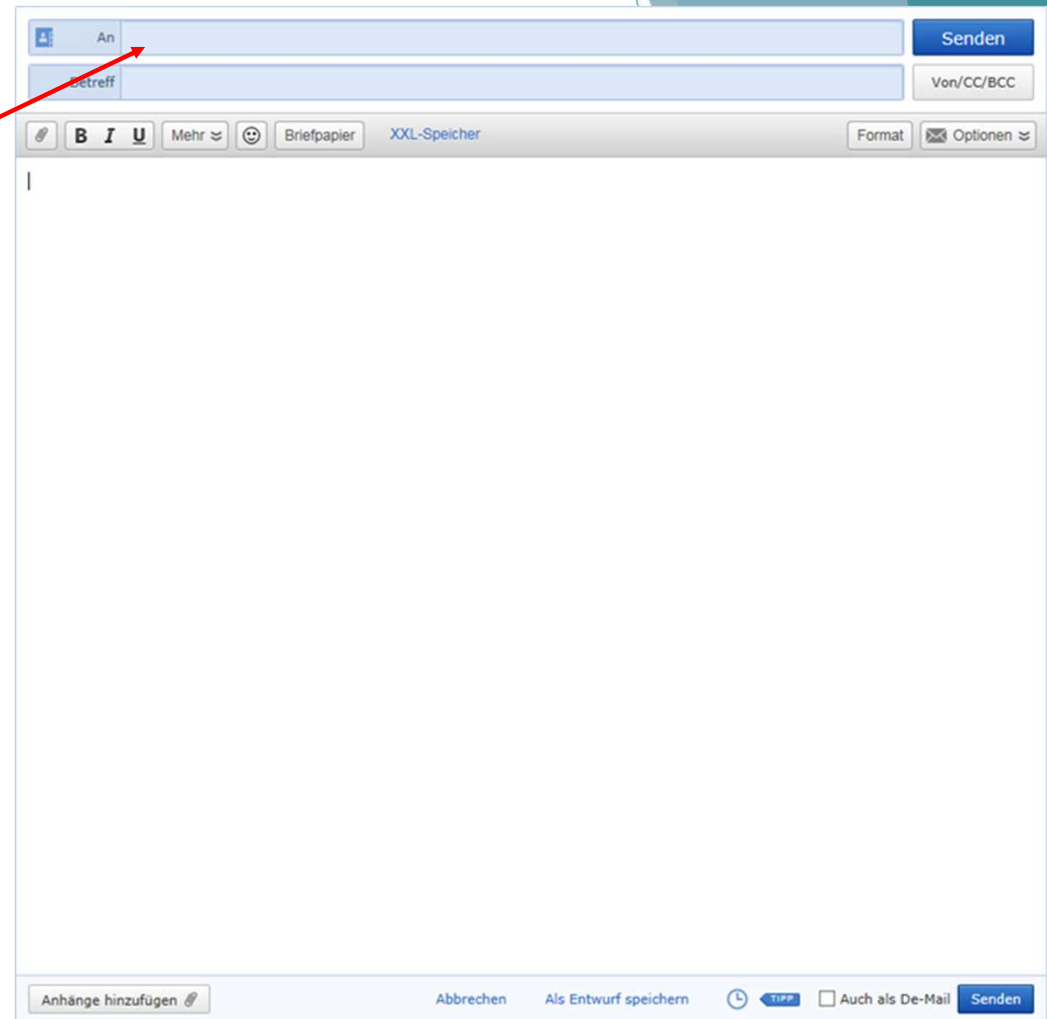 An Senden
Betreff Von/CC/BCC
B I U Mehr Briefpapier XXL-Speicher Format Optionen
Anhänge hinzufügen Abbrechen Als Entwurf speichern TIPP Auch als De-Mail Senden